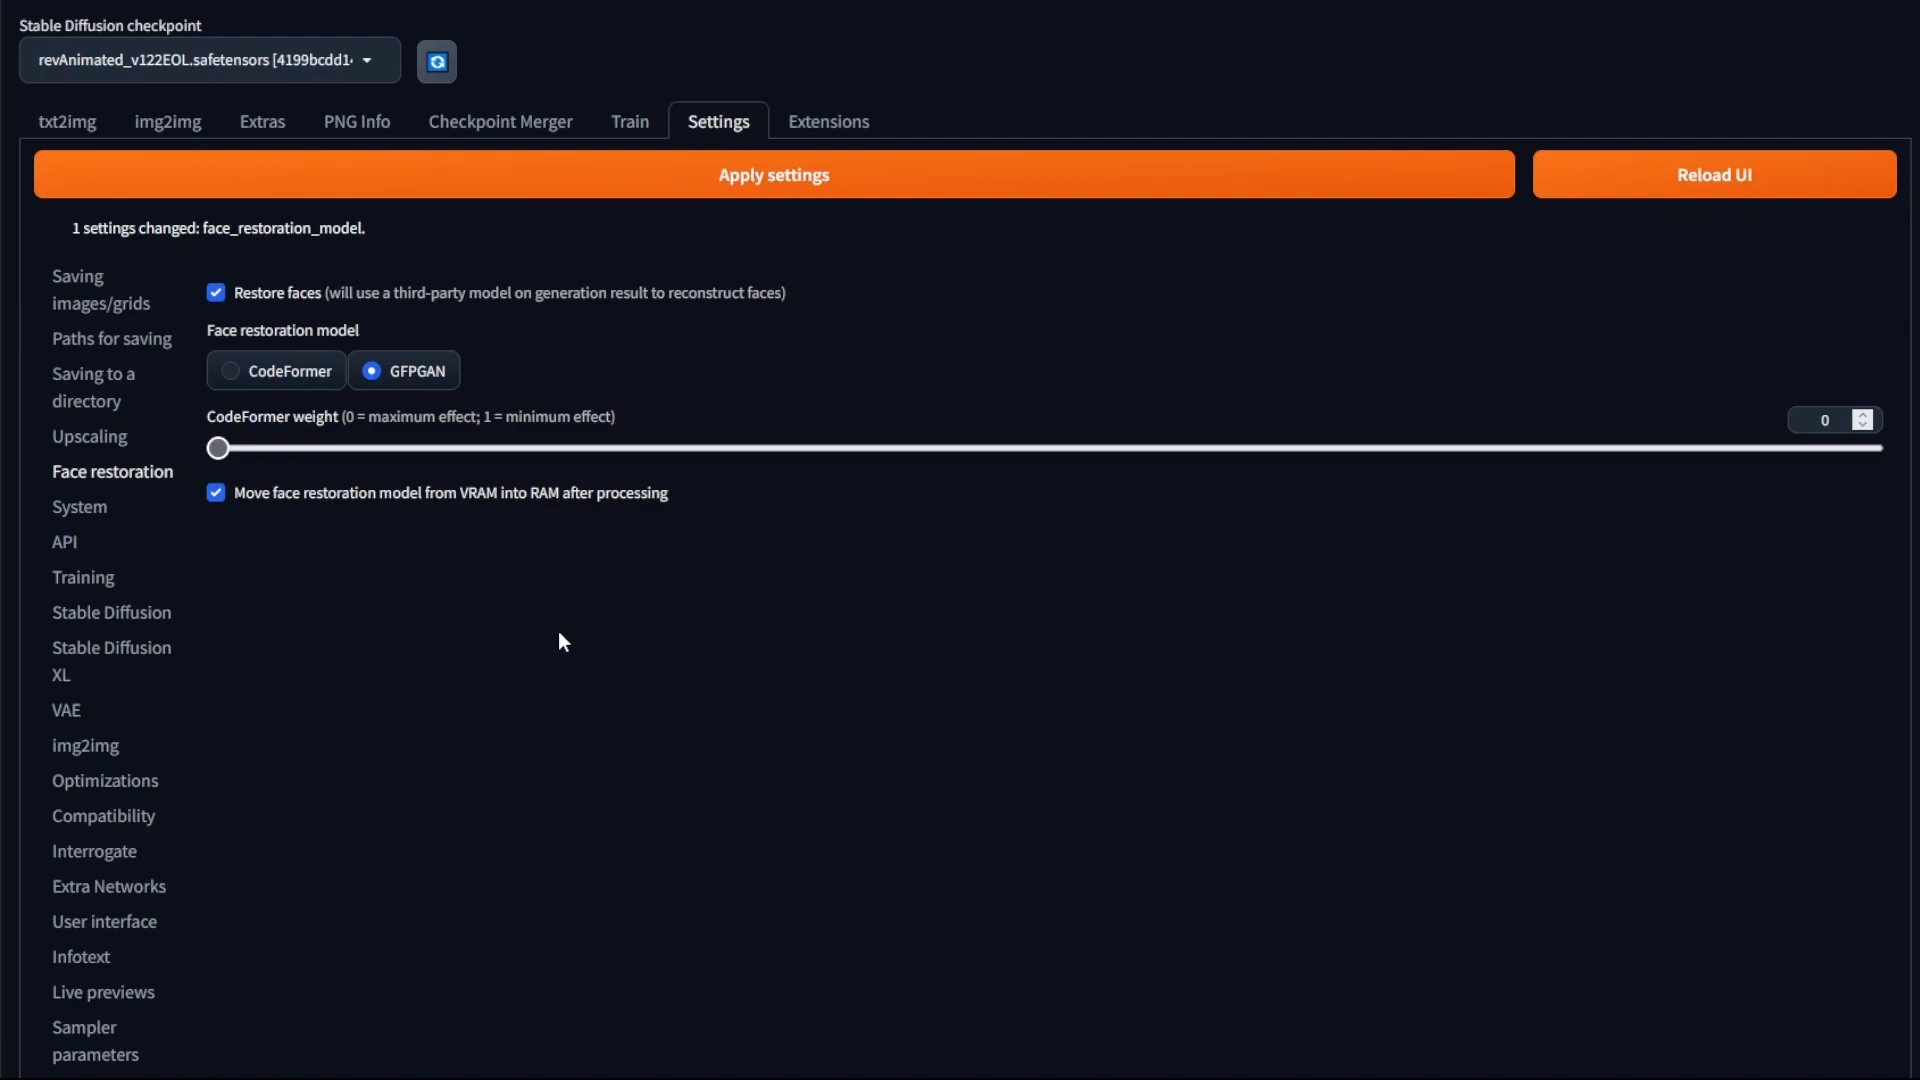 Stable Diffusion checkpoint
revAnimated_v122EOL.safetensors [4199bcdd14
txt2img img2img Extras PNG Info Checkpoint Merger Train Settings Extensions
Apply settings Reload UI
1 settings changed: face_restoration_model.
Saving
images/grids
Paths for saving
Saving to a
directory
Upscaling
Face restoration
System
API
Training
Stable Diffusion
Stable Diffusion
XL
VAE
img2img
Optimizations
Compatibility
Interrogate
Extra Networks
User interface
Infotext
Live previews
Sampler
parameters
Restore faces (will use a third-party model on generation result to reconstruct faces)
Face restoration model
CodeFormer GFPGAN
CodeFormer weight (0 = maximum effect; 1 = minimum effect) 0
Move face restoration model from VRAM into RAM after processing